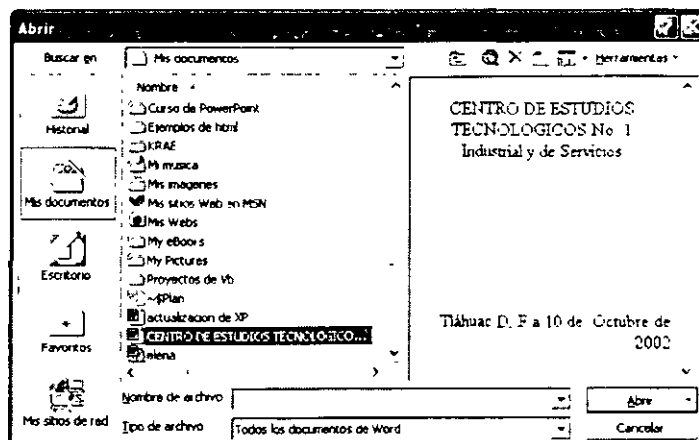 Abrir
Buscar en
Mis documentos
Herramientas
Nombre
Historial
Mis documentos
Escritorio
Favoritos
Mis sitios de red
Curso de PowerPoint
Ejemplos de html
KRAE
Mi musica
Mis imagenes
Mis sitios Web en MSN
Mis Webs
My eBooks
My Pictures
Proyectos de Vb
~$Plan
actualizacion de XP
CENTRO DE ESTUDIOS TECNOLOGICO...
elena
CENTRO DE ESTUDIOS
TECNOLOGICOS No. 1
Industrial y de Servicios
Tláhuac D. F a 10 de Octubre de
2002
Nombre de archivo
Abrir
Tipo de archivo
Todos los documentos de Word
Cancelar